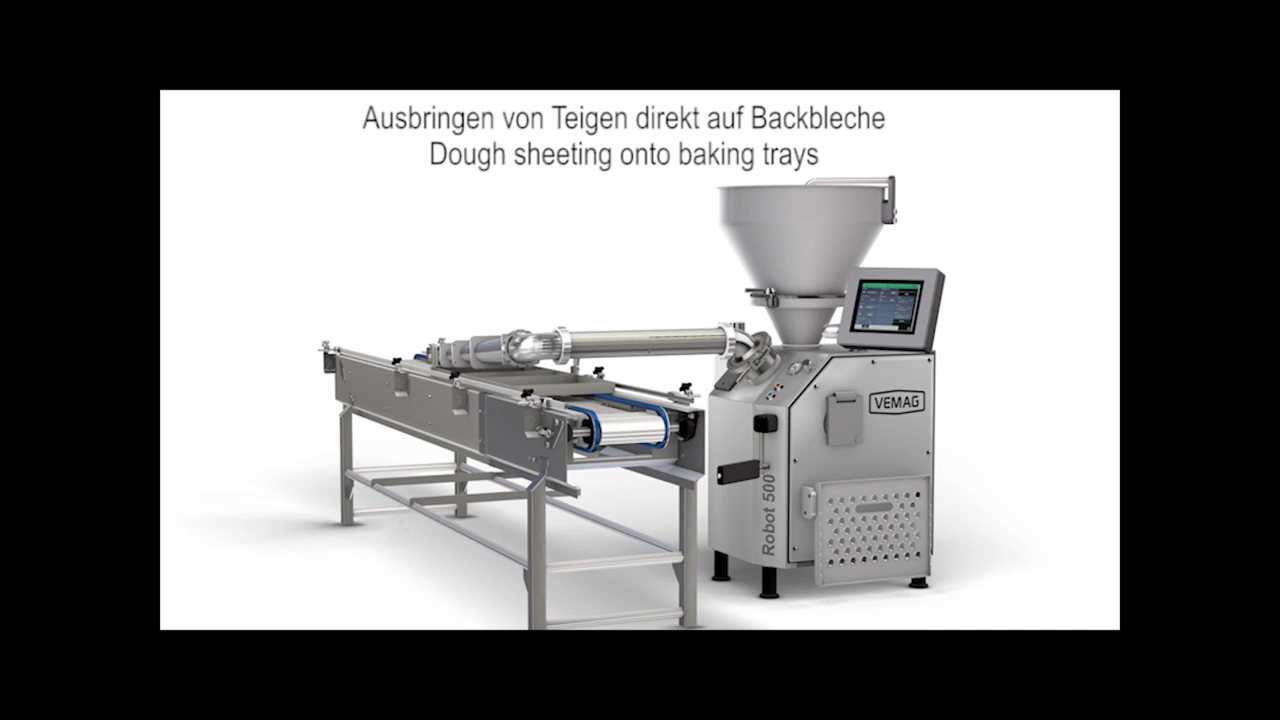 Ausbringen von Teigen direkt auf Backbleche
Dough sheeting onto baking trays
VEMAG
Robot 500